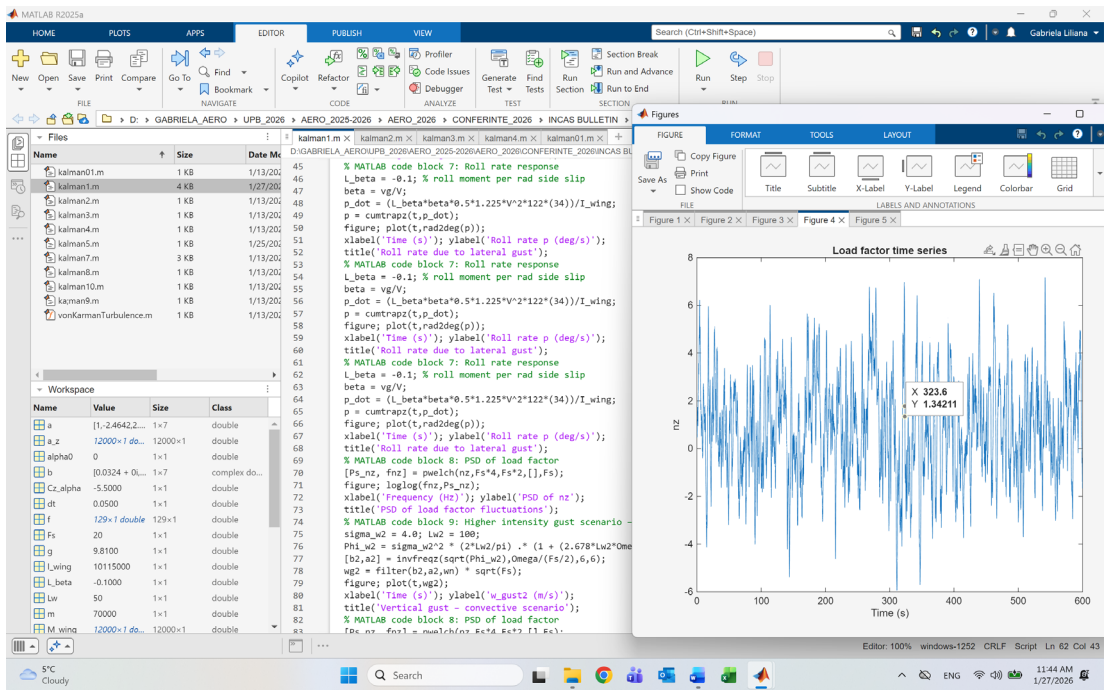 MATLAB R2025a
HOME PLOTS APPS EDITOR PUBLISH VIEW Search (Ctrl+Shift+Space) Gabriela Liliana
New Open Save Print Compare Go To Find Bookmark Copilot Refactor Profiler Code Issues Debugger Generate Test Find Tests Run Section Section Break Run and Advance Run to End Run Step Stop
FILE NAVIGATE CODE ANALYZE TEST SECTION RUN
D: GABRIELA_AERO UPB_2026 AERO_2025-2026 AERO_2026 CONFERINTE_2026 INCAS BULLETIN
Files
Name Size Date Mo
kalman01.m 1 KB 1/13/202
kalman1.m 4 KB 1/27/202
kalman2.m 1 KB 1/13/202
kalman3.m 1 KB 1/13/202
kalman4.m 1 KB 1/13/202
kalman5.m 1 KB 1/25/202
kalman7.m 3 KB 1/13/202
kalman8.m 1 KB 1/13/202
kalman10.m 1 KB 1/13/202
ka;man9.m 1 KB 1/13/202
vonKarmanTurbulence.m 1 KB 1/13/202
Workspace
Name Value Size Class
a [1,-2.4642,2.... 1×7 double
a_z 12000×1 do... 12000×1 double
alpha0 0 1×1 double
b [0.0324 + 0i,... 1×7 complex do...
Cz_alpha -5.5000 1×1 double
dt 0.0500 1×1 double
f 129×1 double 129×1 double
Fs 20 1×1 double
g 9.8100 1×1 double
I_wing 10115000 1×1 double
L_beta -0.1000 1×1 double
Lw 50 1×1 double
m 70000 1×1 double
M_wing 12000×1 do... 12000×1 double
kalman1.m kalman2.m kalman3.m kalman4.m kalman01.m
D:\GABRIELA_AERO\UPB_2026\AERO_2025-2026\AERO_2026\CONFERINTE_2026\INCAS BU
45 % MATLAB code block 7: Roll rate response
46 L_beta = -0.1; % roll moment per rad side slip
47 beta = vg/V;
48 p_dot = (L_beta*beta*0.5*1.225*V^2*122*(34))/I_wing;
49 p = cumtrapz(t,p_dot);
50 figure; plot(t,rad2deg(p));
51 xlabel('Time (s)'); ylabel('Roll rate p (deg/s)');
52 title('Roll rate due to lateral gust');
53 % MATLAB code block 7: Roll rate response
54 L_beta = -0.1; % roll moment per rad side slip
55 beta = vg/V;
56 p_dot = (L_beta*beta*0.5*1.225*V^2*122*(34))/I_wing;
57 p = cumtrapz(t,p_dot);
58 figure; plot(t,rad2deg(p));
59 xlabel('Time (s)'); ylabel('Roll rate p (deg/s)');
60 title('Roll rate due to lateral gust');
61 % MATLAB code block 7: Roll rate response
62 L_beta = -0.1; % roll moment per rad side slip
63 beta = vg/V;
64 p_dot = (L_beta*beta*0.5*1.225*V^2*122*(34))/I_wing;
65 p = cumtrapz(t,p_dot);
66 figure; plot(t,rad2deg(p));
67 xlabel('Time (s)'); ylabel('Roll rate p (deg/s)');
68 title('Roll rate due to lateral gust');
69 % MATLAB code block 8: PSD of load factor
70 [Ps_nz, fnz] = pwelch(nz,Fs*4,Fs*2,[],Fs);
71 figure; loglog(fnz,Ps_nz);
72 xlabel('Frequency (Hz)'); ylabel('PSD of nz');
73 title('PSD of load factor fluctuations');
74 % MATLAB code block 9: Higher intensity gust scenario –
75 sigma_w2 = 4.0; Lw2 = 100;
76 Phi_w2 = sigma_w2^2 * (2*Lw2/pi) .* (1 + (2.678*Lw2*Ome
77 [b2,a2] = invfreqz(sqrt(Phi_w2),Omega/(Fs/2),6,6);
78 wg2 = filter(b2,a2,wn) * sqrt(Fs);
79 figure; plot(t,wg2);
80 xlabel('Time (s)'); ylabel('w_gust2 (m/s)');
81 title('Vertical gust – convective scenario');
82 % MATLAB code block 8: PSD of load factor
83 [Ps_nz, fnz] = pwelch(nz,Fs*4,Fs*2,[],Fs);
Figures
FIGURE FORMAT TOOLS LAYOUT
Save As Copy Figure Print Show Code Title Subtitle X-Label Y-Label Legend Colorbar Grid
FILE LABELS AND ANNOTATIONS
Figure 1 Figure 2 Figure 3 Figure 4 Figure 5
Load factor time series
8
6
4
2
0
-2
-4
-6
nz
X 323.6
Y 1.34211
0 100 200 300 400 500 600
Time (s)
Editor: 100% windows-1252 CRLF Script Ln 62 Col 43
5°C
Cloudy
Search
ENG
11:44 AM
1/27/2026